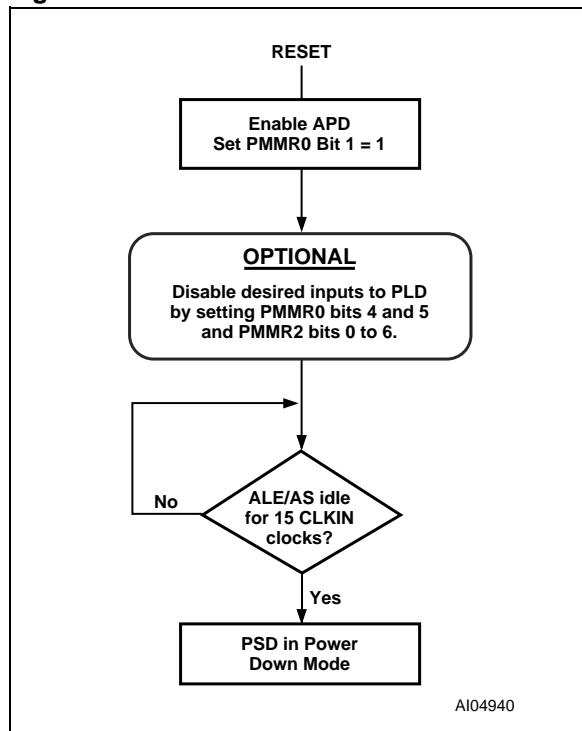 RESET
Enable APD
Set PMMR0 Bit 1 = 1
OPTIONAL
Disable desired inputs to PLD
by setting PMMR0 bits 4 and 5
and PMMR2 bits 0 to 6.
No
ALE/AS idle
for 15 CLKIN
clocks?
Yes
PSD in Power
Down Mode
AI04940